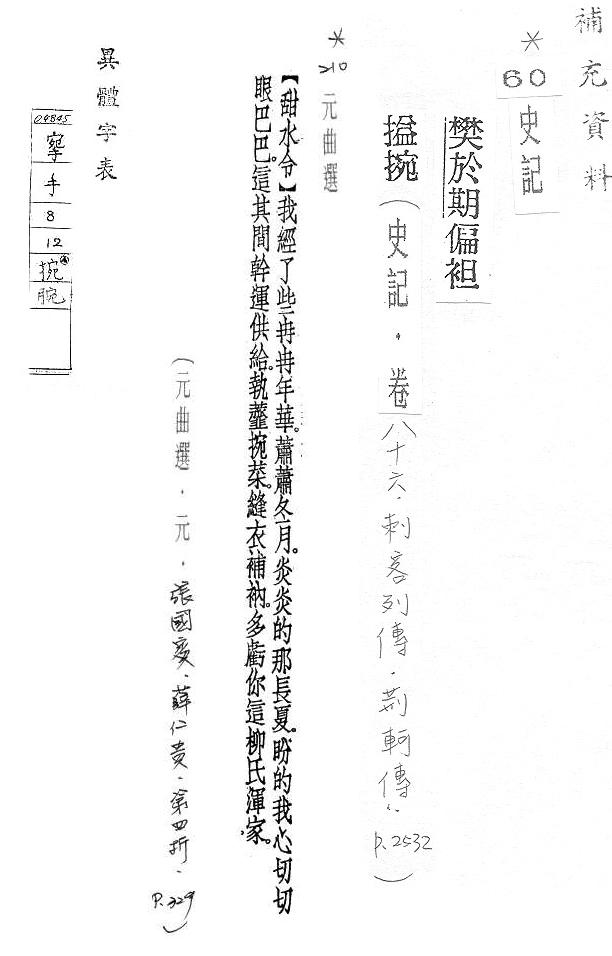 補充資料
*
60 史記
樊於期偏袒
搤捥(史記．卷八十六．刺客列傳．荊軻傳．p.2532)
*
70 元曲選
【甜水令】我經了些冉冉年華。蕭蕭冬月。炎炎的那長夏。盼的我心切切
眼巴巴。這其間幹運供給。執虀捥菜。縫衣補衲。多虧你這柳氏渾家。
(元曲選．元．張國賓．薛仁貴．第四折．P.324)
異體字表
04845
掔
手
8
12
捥
腕